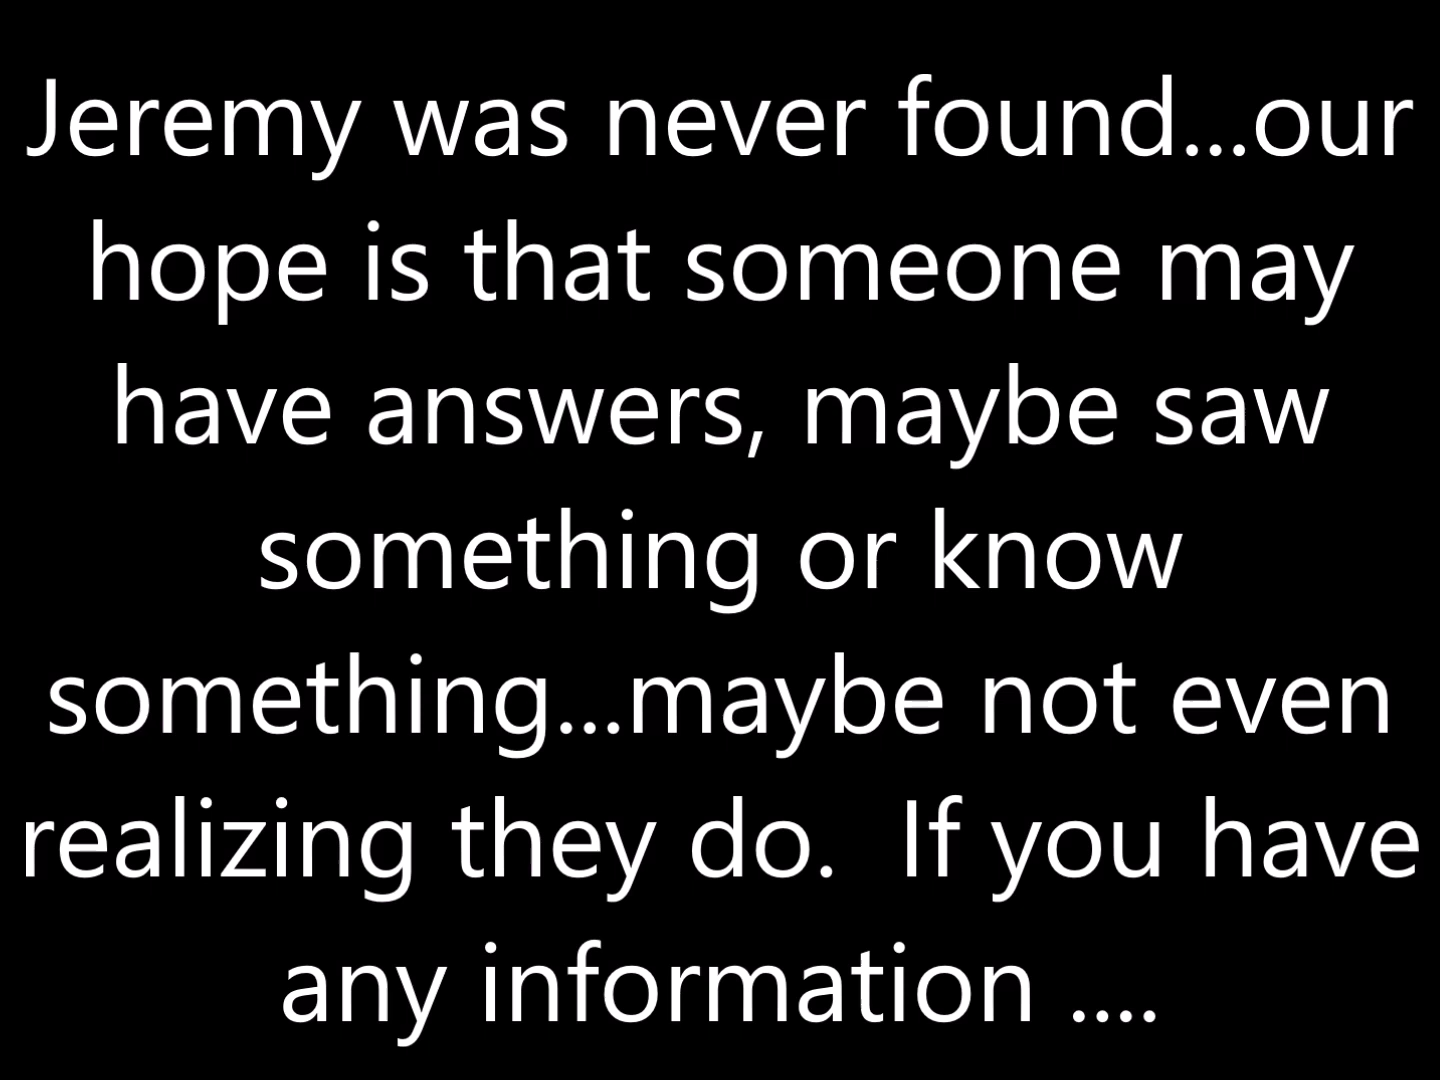 Jeremy was never found...our
hope is that someone may
have answers, maybe saw
something or know
something...maybe not even
realizing they do.  If you have
any information ....